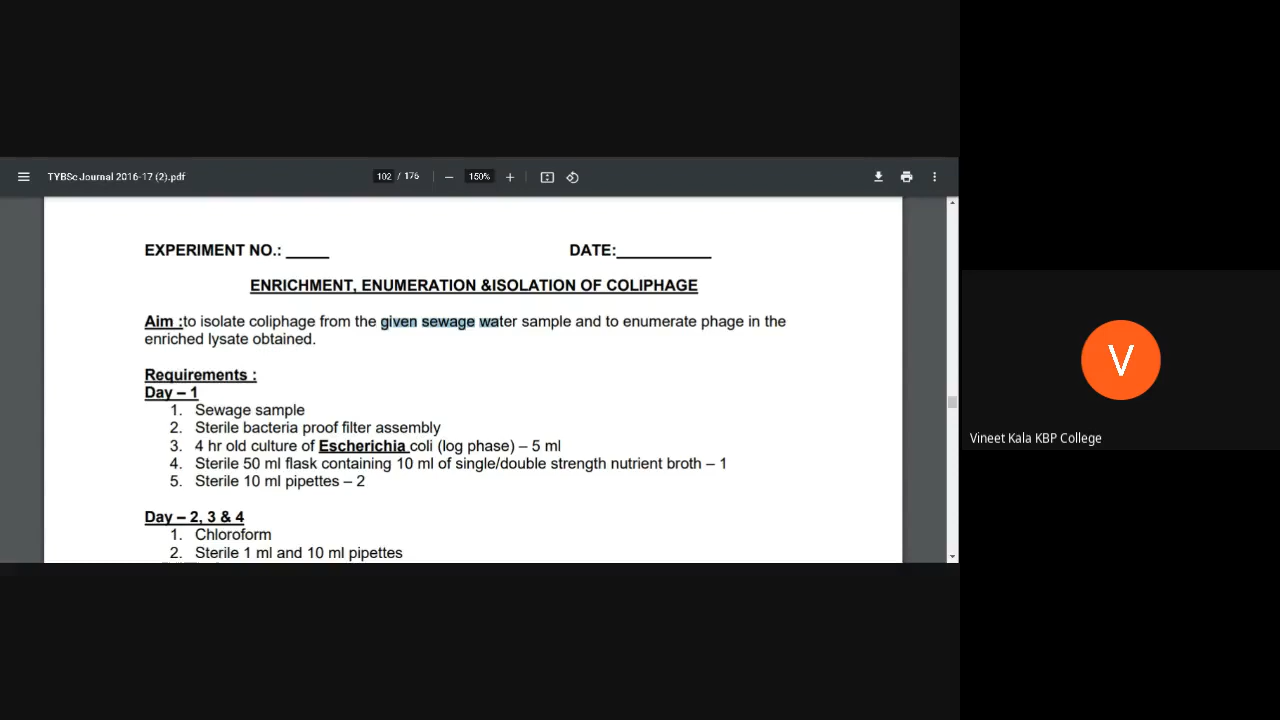 TYBSc Journal 2016-17 (2).pdf
102 / 176
150%
EXPERIMENT NO.: _____ DATE:___________
ENRICHMENT, ENUMERATION &ISOLATION OF COLIPHAGE
Aim :to isolate coliphage from the given sewage water sample and to enumerate phage in the
enriched lysate obtained.
Requirements :
Day – 1
1. Sewage sample
2. Sterile bacteria proof filter assembly
3. 4 hr old culture of Escherichia coli (log phase) – 5 ml
4. Sterile 50 ml flask containing 10 ml of single/double strength nutrient broth – 1
5. Sterile 10 ml pipettes – 2
Day – 2, 3 & 4
1. Chloroform
2. Sterile 1 ml and 10 ml pipettes
V
Vineet Kala KBP College